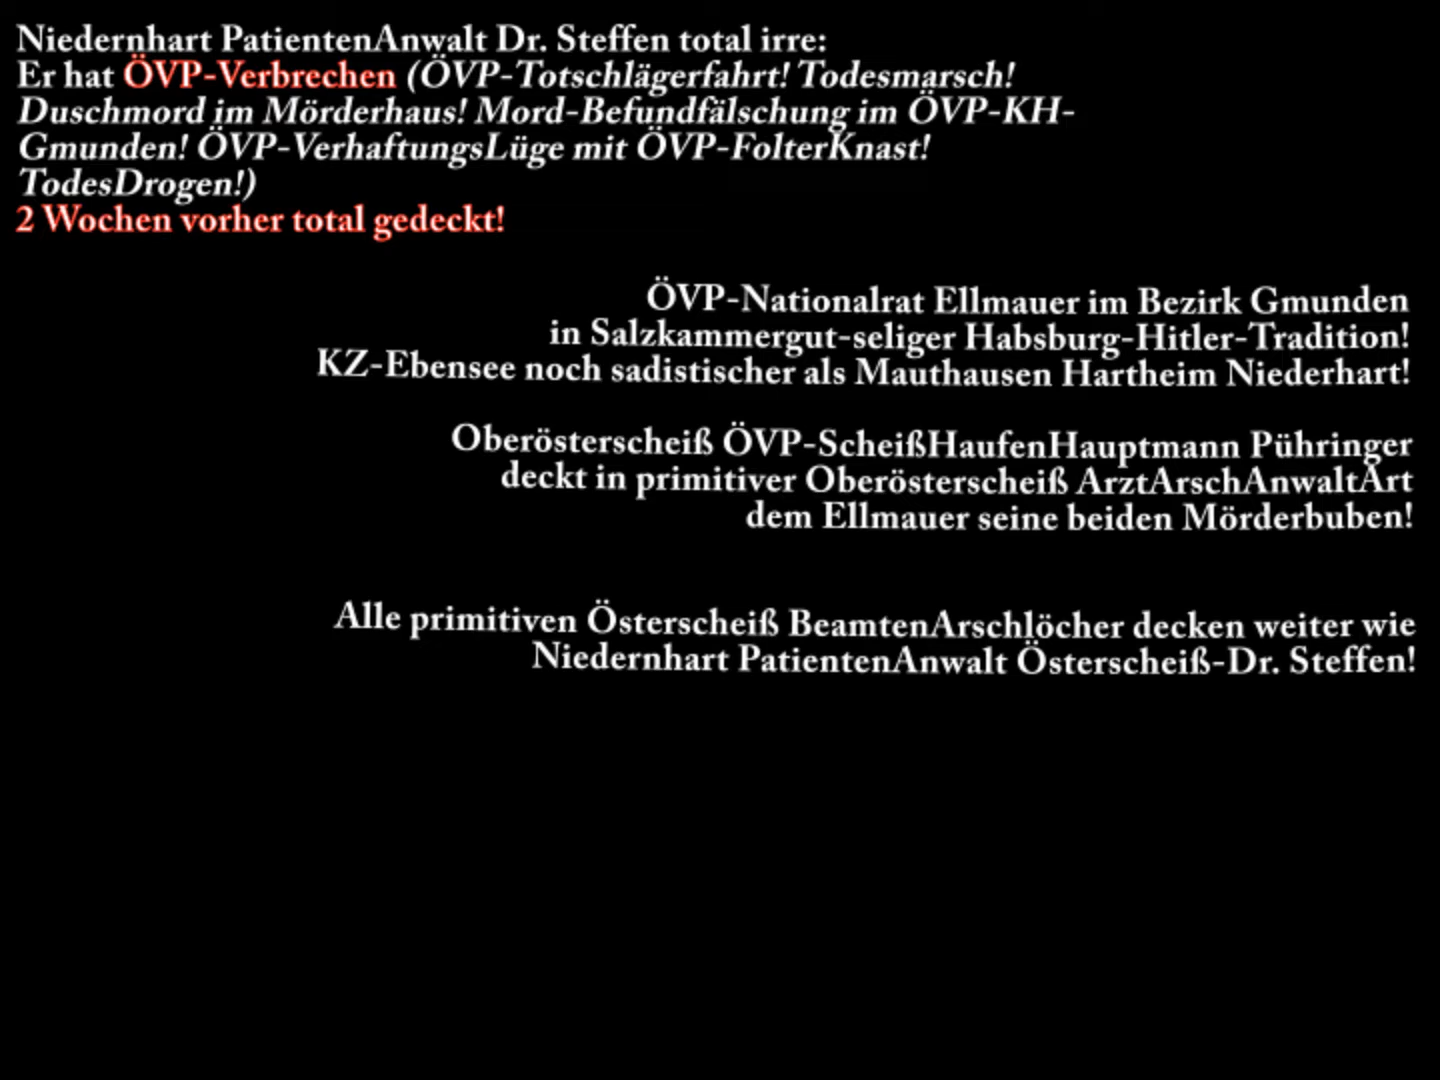 Niedernhart PatientenAnwalt Dr. Steffen total irre:
Er hat ÖVP-Verbrechen (ÖVP-Totschlägerfahrt! Todesmarsch!
Duschmord im Mörderhaus! Mord-Befundfälschung im ÖVP-KH-
Gmunden! ÖVP-VerhaftungsLüge mit ÖVP-FolterKnast!
TodesDrogen!)
2 Wochen vorher total gedeckt!
ÖVP-Nationalrat Ellmauer im Bezirk Gmunden
in Salzkammergut-seliger Habsburg-Hitler-Tradition!
KZ-Ebensee noch sadistischer als Mauthausen Hartheim Niederhart!
Oberösterscheiß ÖVP-ScheißHaufenHauptmann Pühringer
deckt in primitiver Oberösterscheiß ArztArschAnwaltArt
dem Ellmauer seine beiden Mörderbuben!
Alle primitiven Österscheiß BeamtenArschlöcher decken weiter wie
Niedernhart PatientenAnwalt Österscheiß-Dr. Steffen!